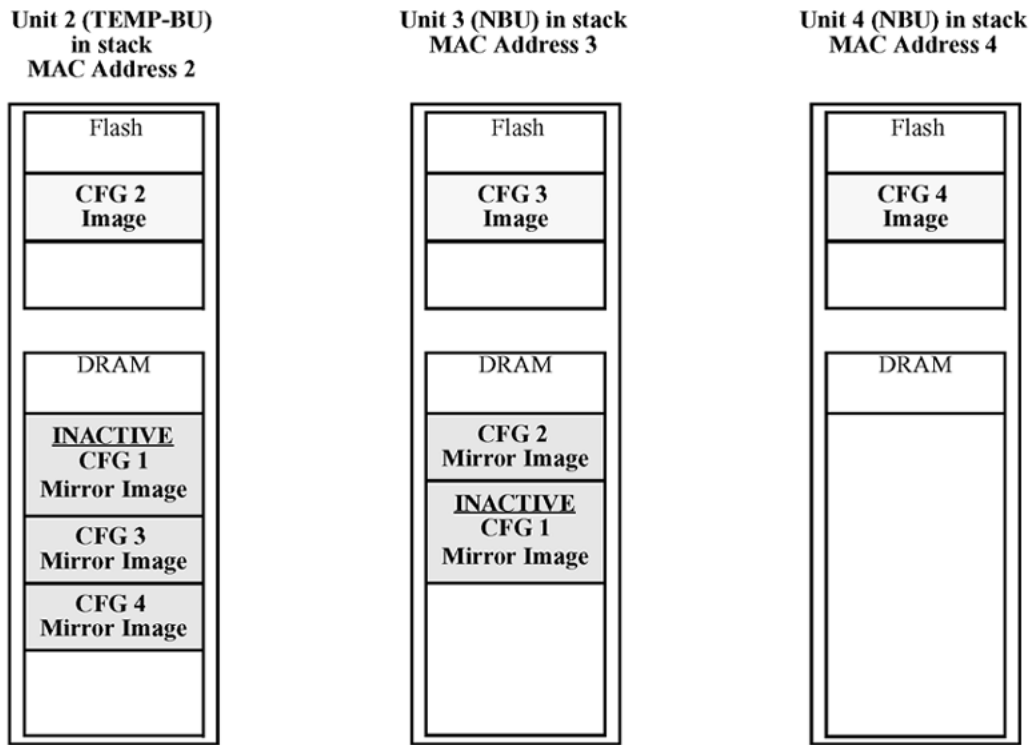 Unit 2 (TEMP-BU)
in stack
MAC Address 2
Flash
CFG 2
Image
DRAM
INACTIVE
CFG 1
Mirror Image
CFG 3
Mirror Image
CFG 4
Mirror Image
Unit 3 (NBU) in stack
MAC Address 3
Flash
CFG 3
Image
DRAM
CFG 2
Mirror Image
INACTIVE
CFG 1
Mirror Image
Unit 4 (NBU) in stack
MAC Address 4
Flash
CFG 4
Image
DRAM